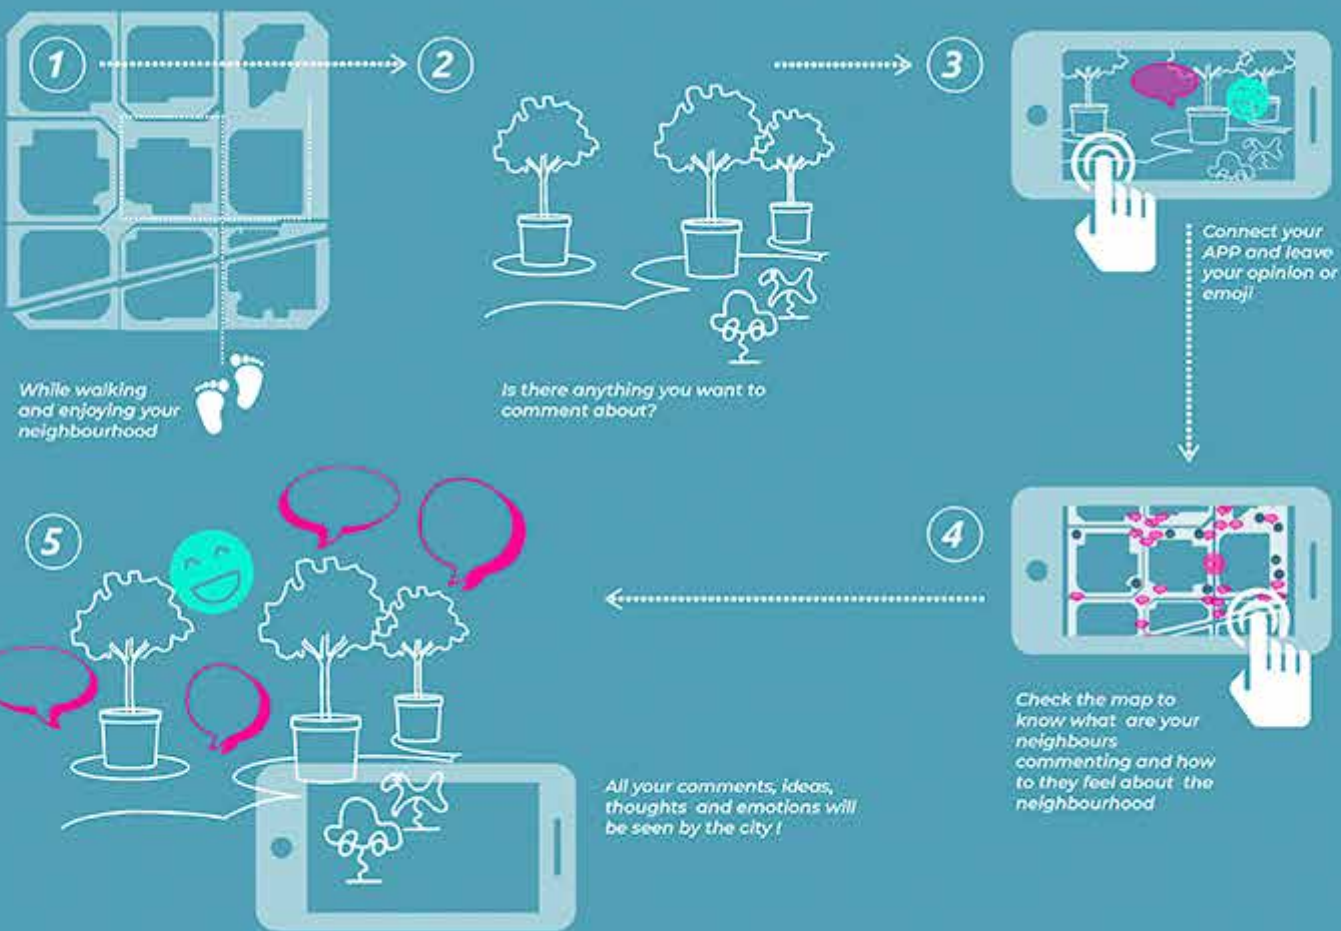 1
2
3
While walking
and enjoying your
neighbourhood
Is there anything you want to
comment about?
Connect your
APP and leave
your opinion or
emoji
4
Check the map to
know what are your
neighbours
commenting and how
to they feel about the
neighbourhood
5
All your comments, ideas,
thoughts and emotions will
be seen by the city !